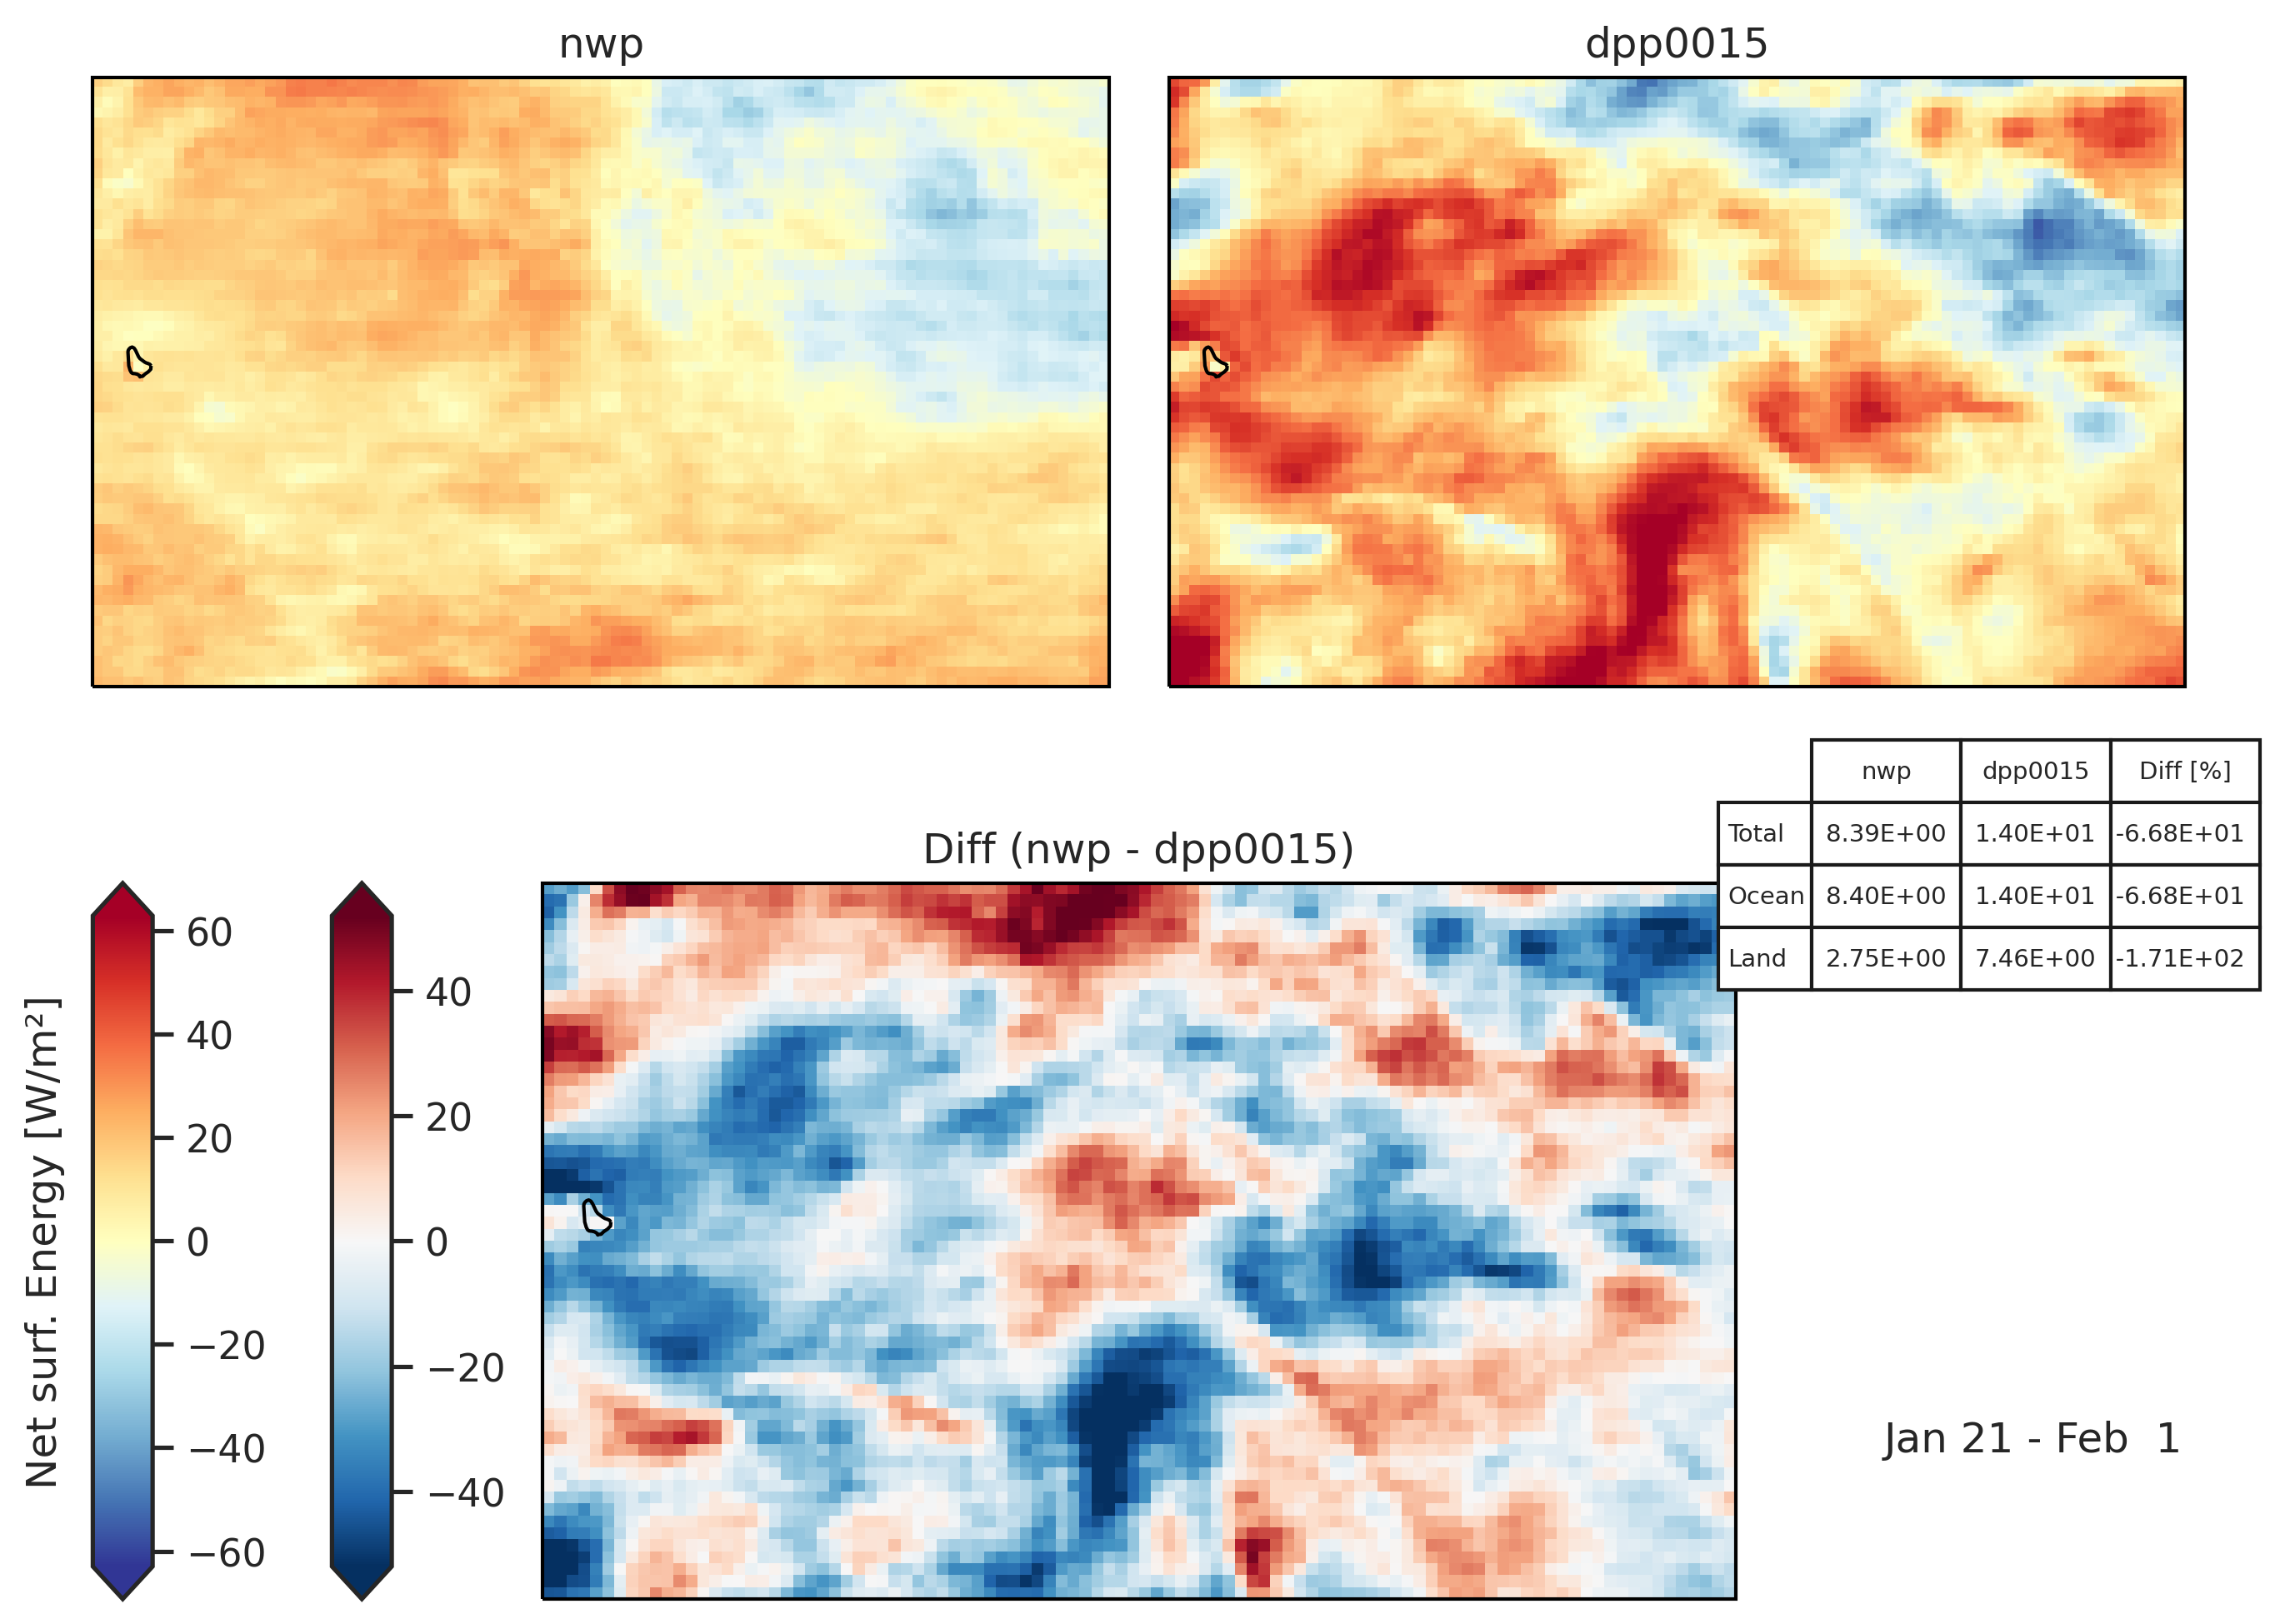 nwp
dpp0015
nwp dpp0015 Diff [%]
Total 8.39E+00 1.40E+01 -6.68E+01
Ocean 8.40E+00 1.40E+01 -6.68E+01
Land 2.75E+00 7.46E+00 -1.71E+02
Diff (nwp - dpp0015)
Net surf. Energy [W/m²]
60
40
20
0
−20
−40
−60
40
20
0
−20
−40
Jan 21 - Feb  1